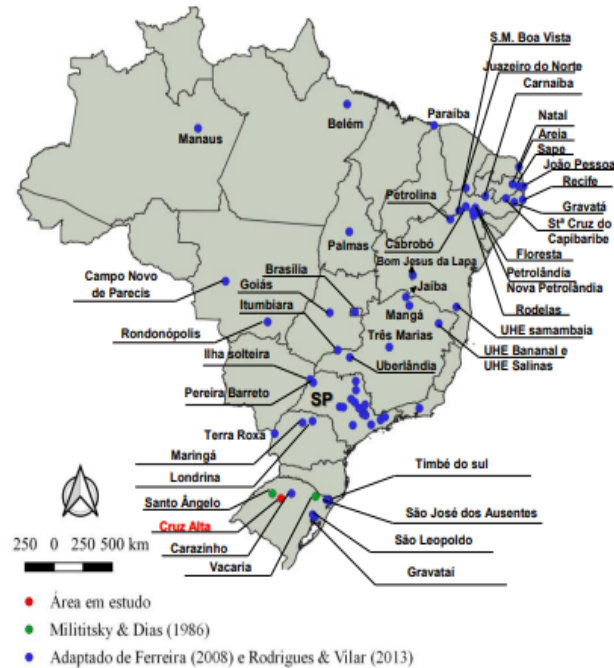 S.M. Boa Vista
Juazeiro do Norte
Carnaíba
Belém
Paraíba
Natal
Areia
Sape
João Pessoa
Manaus
Recife
Petrolina
Gravatá
Stª Cruz do
Capibaribe
Palmas
Cabrobó
Floresta
Bom Jesus da Lapa
Petrolândia
Nova Petrolândia
Campo Novo
de Parecis
Brasília
Goiás
Jaíba
Rodelas
Itumbiara
Mangá
UHE samambaia
Rondonópolis
Três Marias
UHE Bananal e
UHE Salinas
Ilha solteira
Uberlândia
Pereira Barreto
SP
Terra Roxa
Maringá
Londrina
Timbé do sul
Santo Ângelo
São José dos Ausentes
Cruz Alta
São Leopoldo
Carazinho
Vacaria
Gravataí
250 0 250 500 km
Área em estudo
Milititsky & Dias (1986)
Adaptado de Ferreira (2008) e Rodrigues & Vilar (2013)